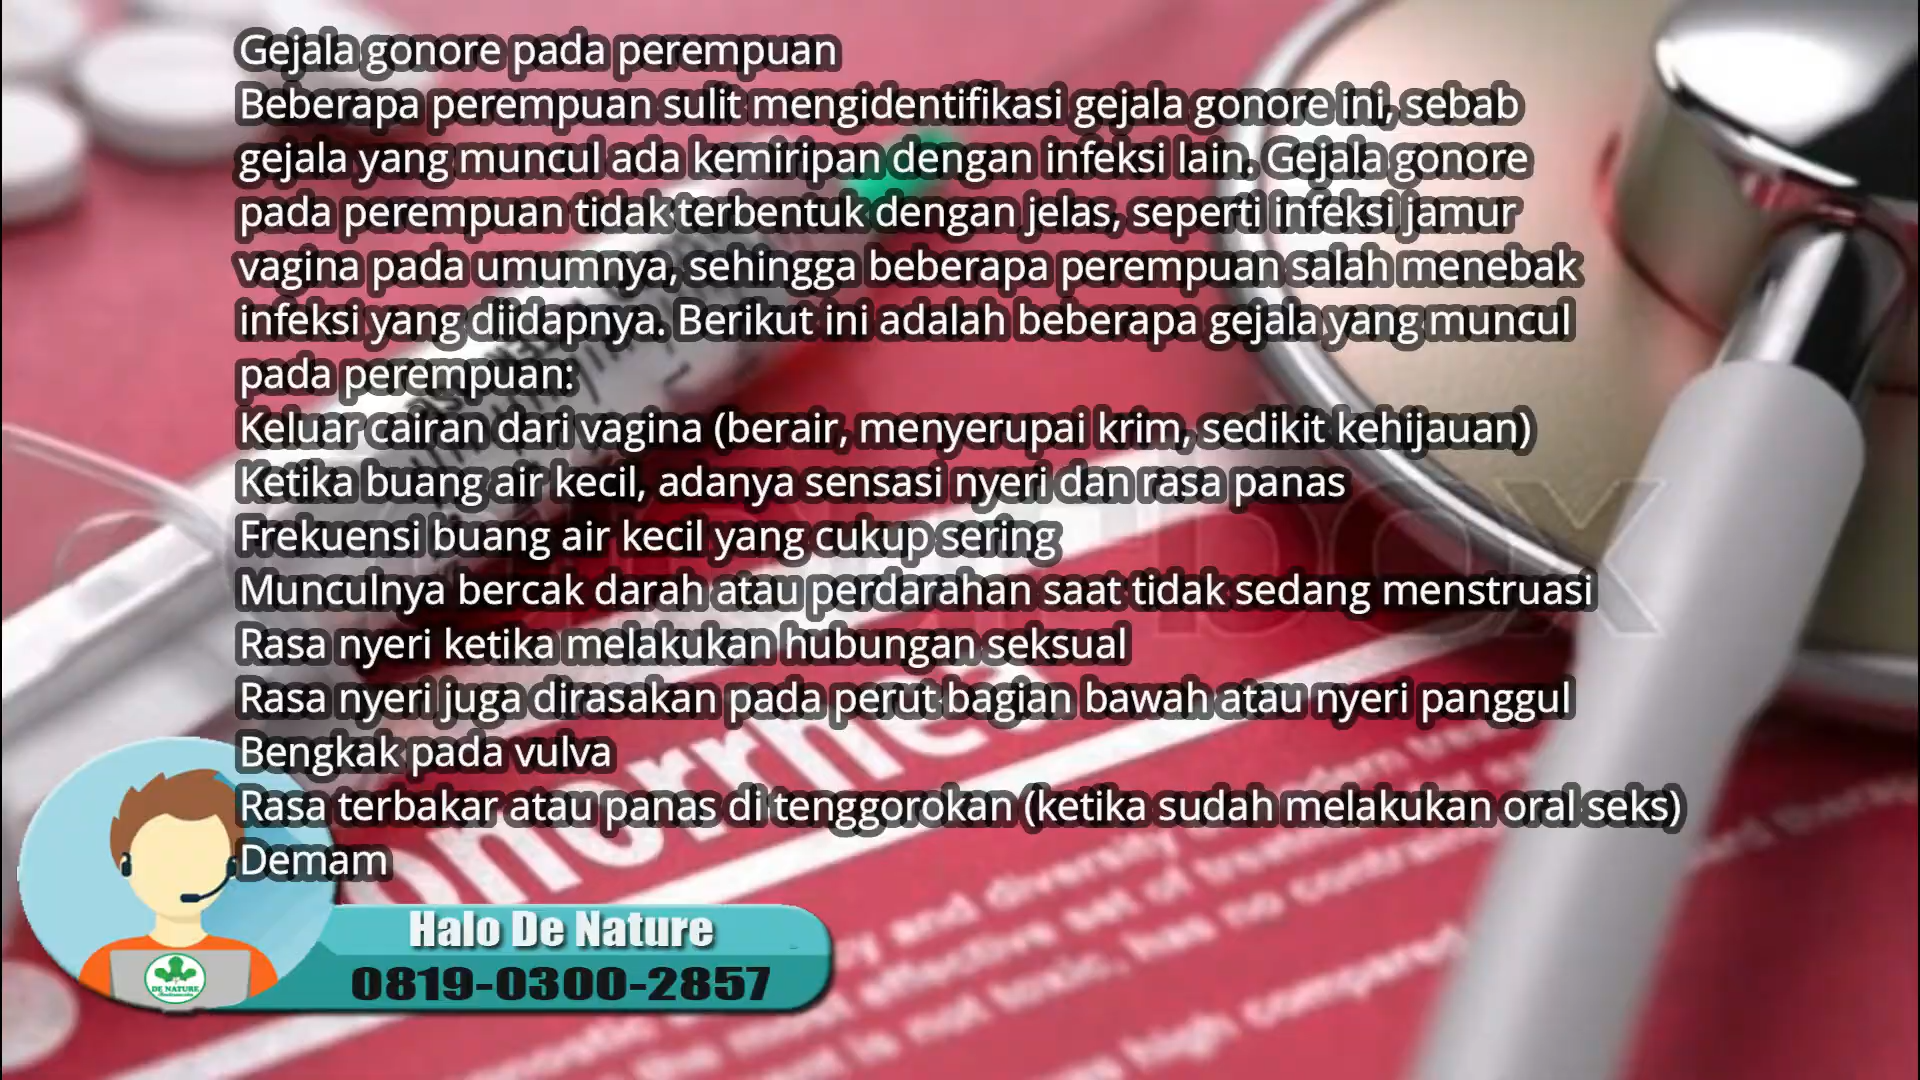 Gejala gonore pada perempuan
Beberapa perempuan sulit mengidentifikasi gejala gonore ini, sebab
gejala yang muncul ada kemiripan dengan infeksi lain. Gejala gonore
pada perempuan tidak terbentuk dengan jelas, seperti infeksi jamur
vagina pada umumnya, sehingga beberapa perempuan salah menebak
infeksi yang diidapnya. Berikut ini adalah beberapa gejala yang muncul
pada perempuan:
Keluar cairan dari vagina (berair, menyerupai krim, sedikit kehijauan)
Ketika buang air kecil, adanya sensasi nyeri dan rasa panas
Frekuensi buang air kecil yang cukup sering
Munculnya bercak darah atau perdarahan saat tidak sedang menstruasi
Rasa nyeri ketika melakukan hubungan seksual
Rasa nyeri juga dirasakan pada perut bagian bawah atau nyeri panggul
Bengkak pada vulva
Rasa terbakar atau panas di tenggorokan (ketika sudah melakukan oral seks)
Demam
onorrhea
Halo De Nature
0819-0300-2857
DE NATURE